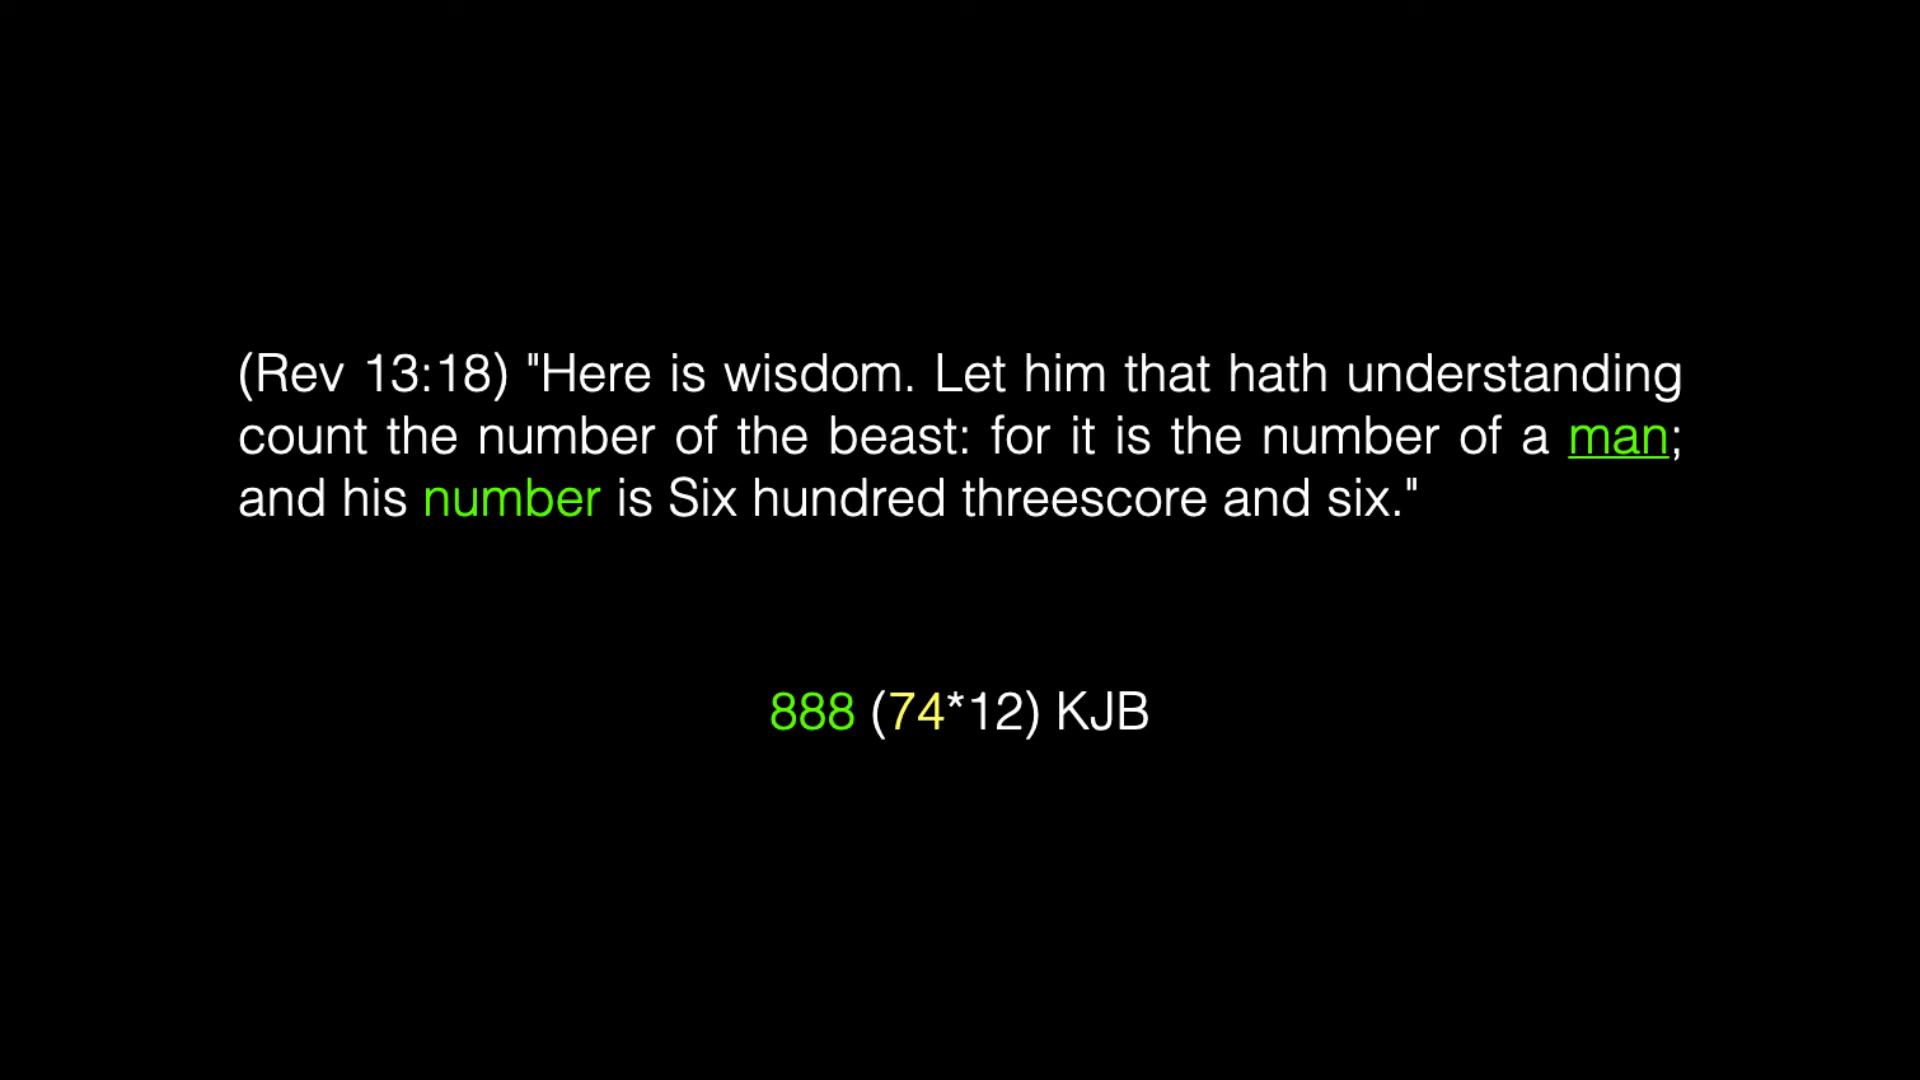 (Rev 13:18) "Here is wisdom. Let him that hath understanding
count the number of the beast: for it is the number of a man;
and his number is Six hundred threescore and six."
888 (74*12) KJB